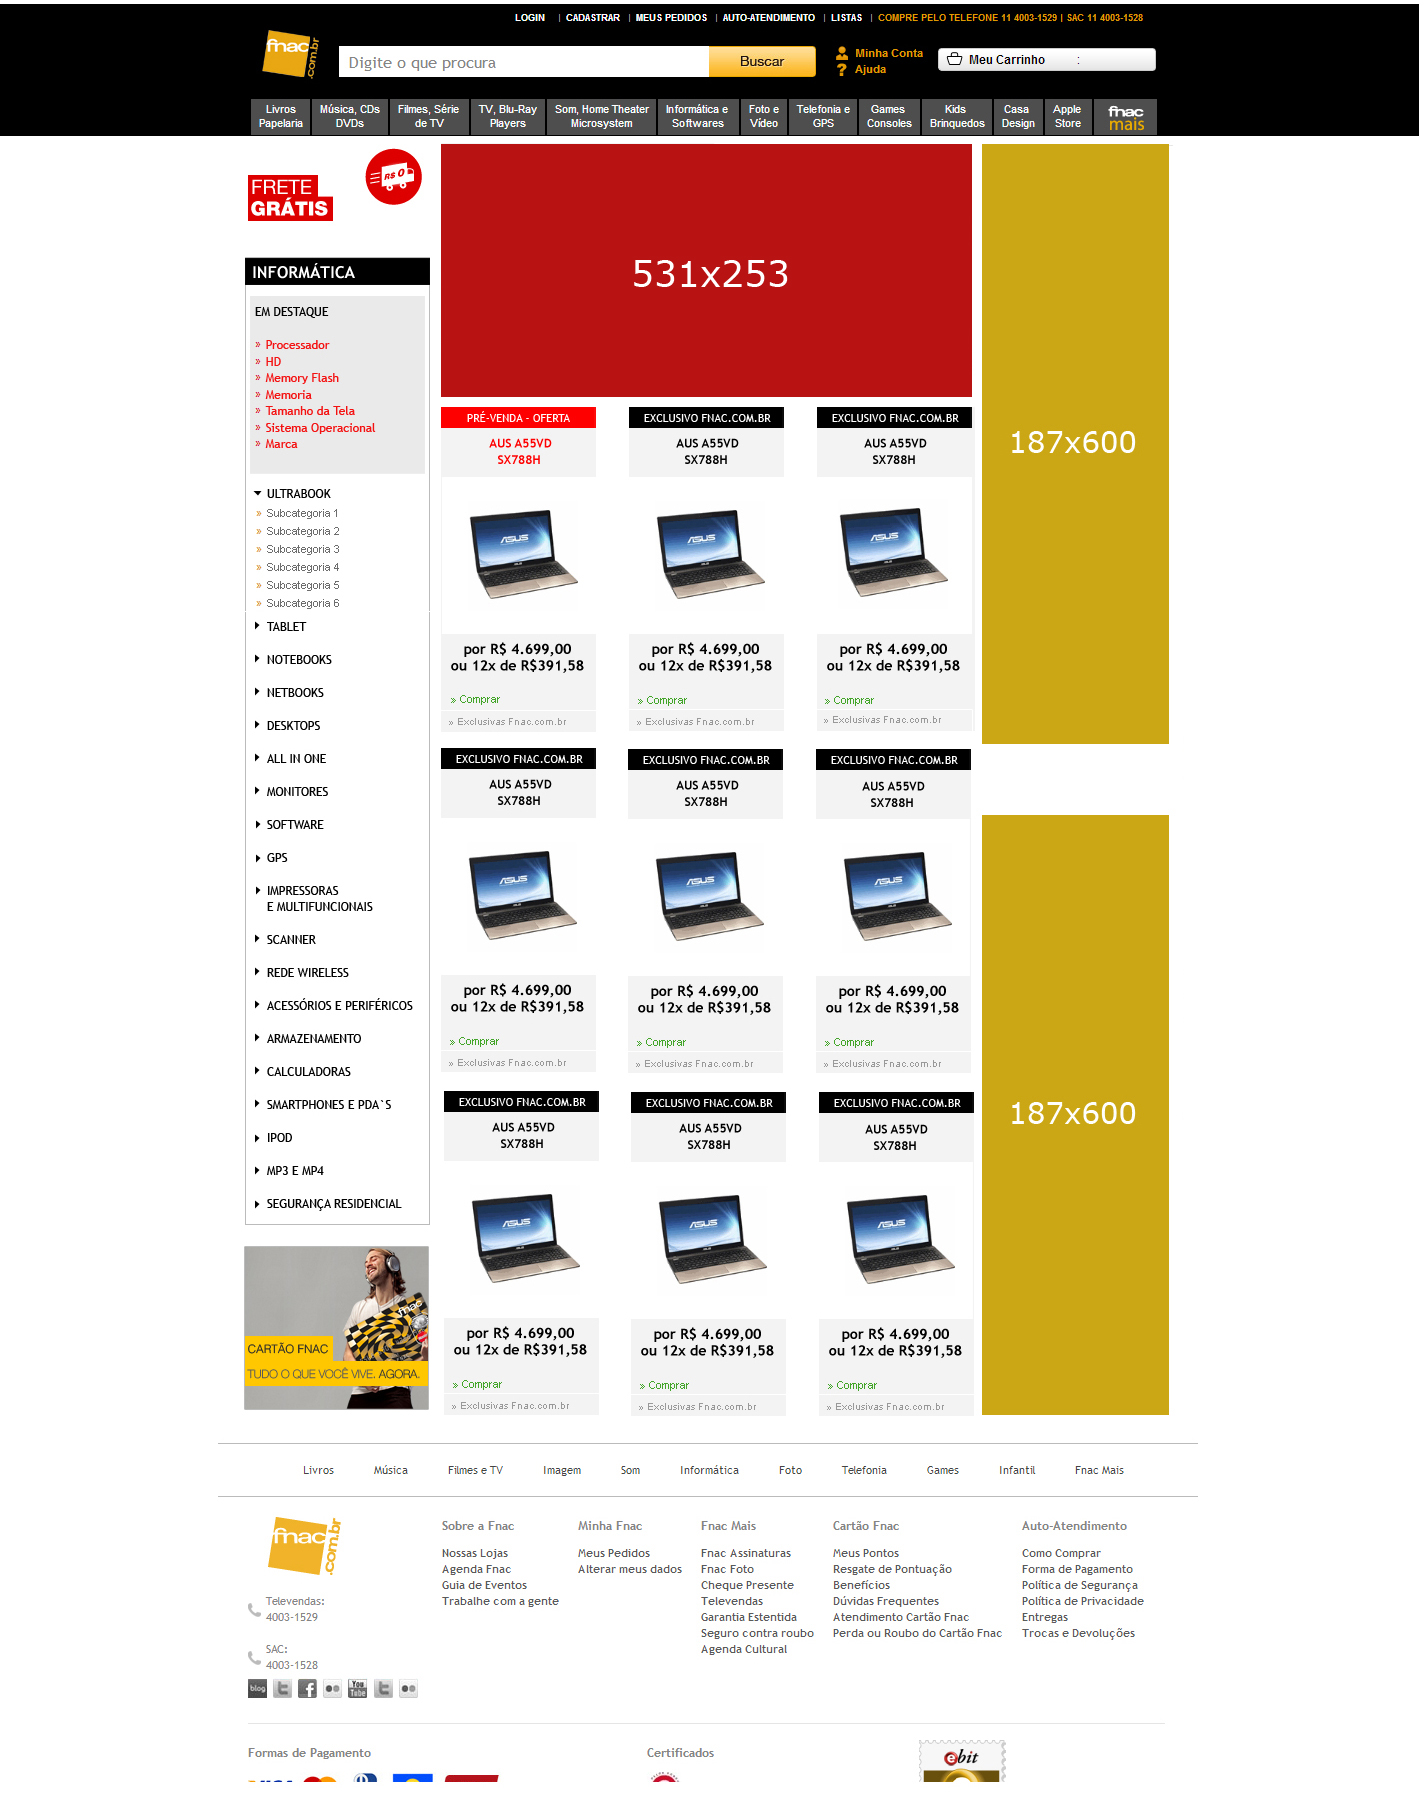 LOGIN | CADASTRAR | MEUS PEDIDOS | AUTO-ATENDIMENTO | LISTAS | COMPRE PELO TELEFONE 11 4003-1529 | SAC 11 4003-1528
fnac.com.br
Digite o que procura
Buscar
Minha Conta
Ajuda
Meu Carrinho :
Livros
Papelaria
Música, CDs
DVDs
Filmes, Série
de TV
TV, Blu-Ray
Players
Som, Home Theater
Microsystem
Informática e
Softwares
Foto e
Vídeo
Telefonia e
GPS
Games
Consoles
Kids
Brinquedos
Casa
Design
Apple
Store
fnac
mais
FRETE
GRÁTIS
R$ 0
INFORMÁTICA
EM DESTAQUE
» Processador
» HD
» Memory Flash
» Memoria
» Tamanho da Tela
» Sistema Operacional
» Marca
ULTRABOOK
» Subcategoria 1
» Subcategoria 2
» Subcategoria 3
» Subcategoria 4
» Subcategoria 5
» Subcategoria 6
TABLET
NOTEBOOKS
NETBOOKS
DESKTOPS
ALL IN ONE
MONITORES
SOFTWARE
GPS
IMPRESSORAS
E MULTIFUNCIONAIS
SCANNER
REDE WIRELESS
ACESSÓRIOS E PERIFÉRICOS
ARMAZENAMENTO
CALCULADORAS
SMARTPHONES E PDA`S
IPOD
MP3 E MP4
SEGURANÇA RESIDENCIAL
fnac
CARTÃO FNAC
TUDO O QUE VOCÊ VIVE. AGORA.
531x253
187x600
PRÉ-VENDA - OFERTA
AUS A55VD
SX788H
ASUS
por R$ 4.699,00
ou 12x de R$391,58
» Comprar
» Exclusivas Fnac.com.br
EXCLUSIVO FNAC.COM.BR
AUS A55VD
SX788H
ASUS
por R$ 4.699,00
ou 12x de R$391,58
» Comprar
» Exclusivas Fnac.com.br
EXCLUSIVO FNAC.COM.BR
AUS A55VD
SX788H
ASUS
por R$ 4.699,00
ou 12x de R$391,58
» Comprar
» Exclusivas Fnac.com.br
EXCLUSIVO FNAC.COM.BR
AUS A55VD
SX788H
ASUS
por R$ 4.699,00
ou 12x de R$391,58
» Comprar
» Exclusivas Fnac.com.br
EXCLUSIVO FNAC.COM.BR
AUS A55VD
SX788H
ASUS
por R$ 4.699,00
ou 12x de R$391,58
» Comprar
» Exclusivas Fnac.com.br
EXCLUSIVO FNAC.COM.BR
AUS A55VD
SX788H
ASUS
por R$ 4.699,00
ou 12x de R$391,58
» Comprar
» Exclusivas Fnac.com.br
187x600
EXCLUSIVO FNAC.COM.BR
AUS A55VD
SX788H
ASUS
por R$ 4.699,00
ou 12x de R$391,58
» Comprar
» Exclusivas Fnac.com.br
EXCLUSIVO FNAC.COM.BR
AUS A55VD
SX788H
ASUS
por R$ 4.699,00
ou 12x de R$391,58
» Comprar
» Exclusivas Fnac.com.br
EXCLUSIVO FNAC.COM.BR
AUS A55VD
SX788H
ASUS
por R$ 4.699,00
ou 12x de R$391,58
» Comprar
» Exclusivas Fnac.com.br
Livros Música Filmes e TV Imagem Som Informática Foto Telefonia Games Infantil Fnac Mais
fnac.com.br
Televendas:
4003-1529
SAC:
4003-1528
blog
You
Tube
Sobre a Fnac
Nossas Lojas
Agenda Fnac
Guia de Eventos
Trabalhe com a gente
Minha Fnac
Meus Pedidos
Alterar meus dados
Fnac Mais
Fnac Assinaturas
Fnac Foto
Cheque Presente
Televendas
Garantia Estentida
Seguro contra roubo
Agenda Cultural
Cartão Fnac
Meus Pontos
Resgate de Pontuação
Benefícios
Dúvidas Frequentes
Atendimento Cartão Fnac
Perda ou Roubo do Cartão Fnac
Auto-Atendimento
Como Comprar
Forma de Pagamento
Política de Segurança
Política de Privacidade
Entregas
Trocas e Devoluções
Formas de Pagamento
Certificados
ebit